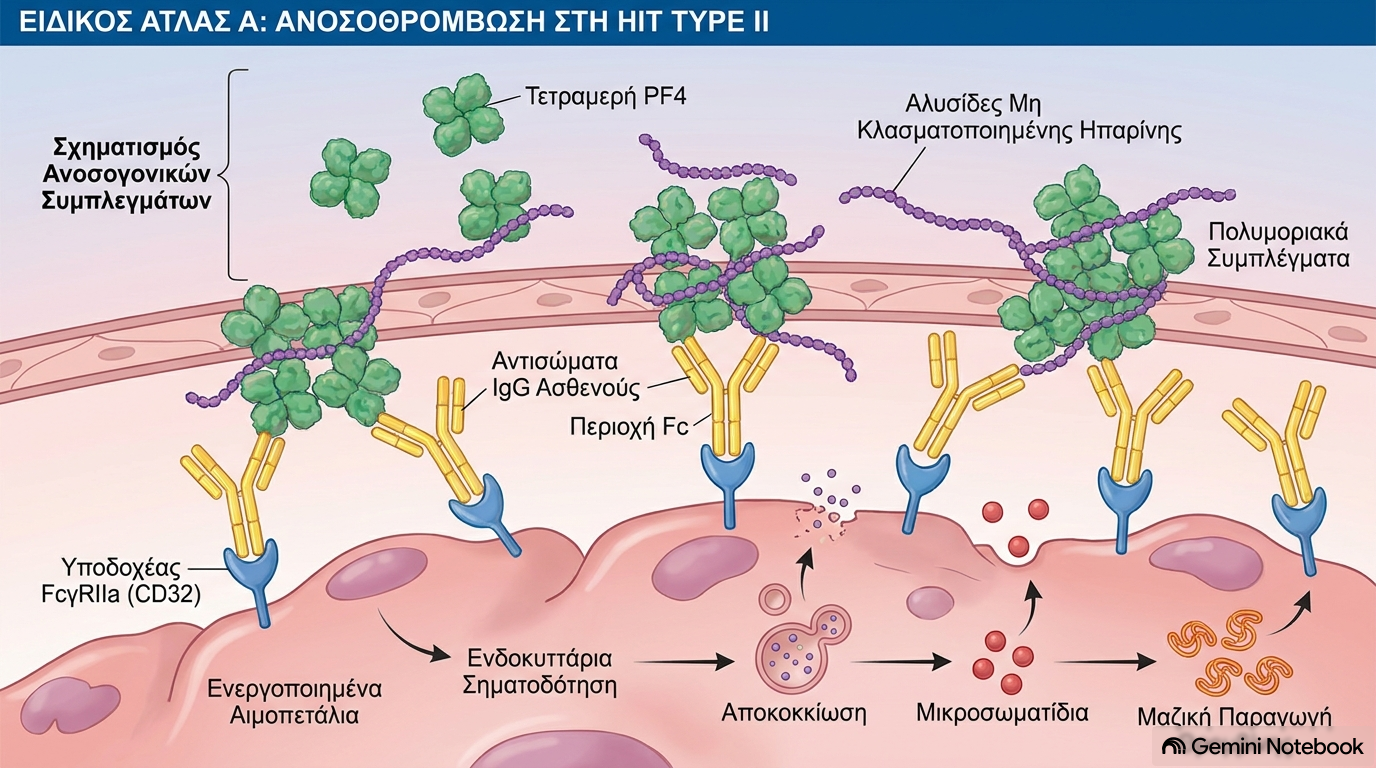 ΕΙΔΙΚΟΣ ΑΤΛΑΣ Α: ΑΝΟΣΟΘΡΟΜΒΩΣΗ ΣΤΗ HIT TYPE II
Τετραμερή PF4
Αλυσίδες Μη
Κλασματοποιημένης Ηπαρίνης
Σχηματισμός
Ανοσογονικών
Συμπλεγμάτων
Πολυμοριακά
Συμπλέγματα
Αντισώματα
IgG Ασθενούς
Περιοχή Fc
Υποδοχέας
FcγRIIa (CD32)
Ενεργοποιημένα
Αιμοπετάλια
Ενδοκυττάρια
Σηματοδότηση
Αποκοκκίωση
Μικροσωματίδια
Μαζική Παραγωγή
Gemini Notebook